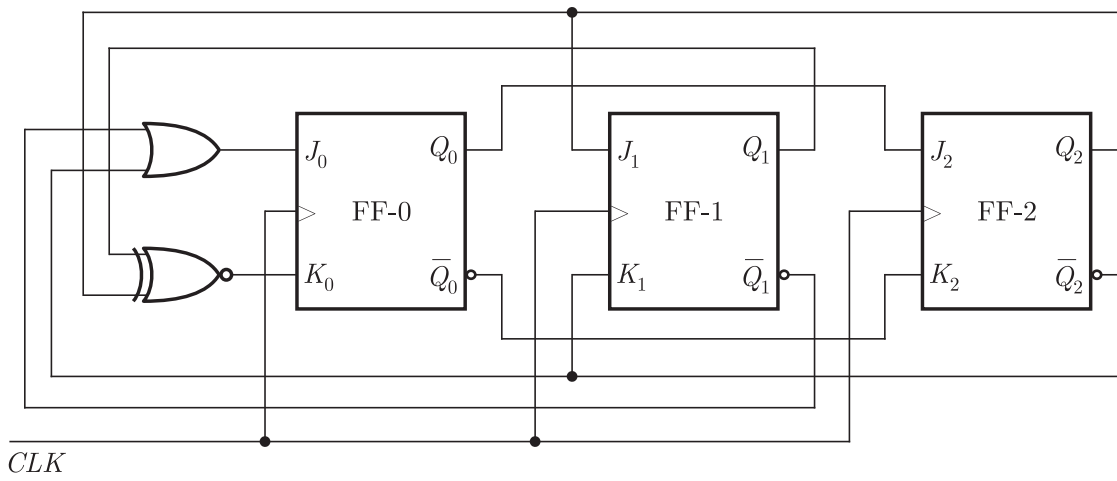 J₀ Q₀ J₁ Q₁ J₂ Q₂
FF-0 FF-1 FF-2
K₀ Q̅₀ K₁ Q̅₁ K₂ Q̅₂
CLK